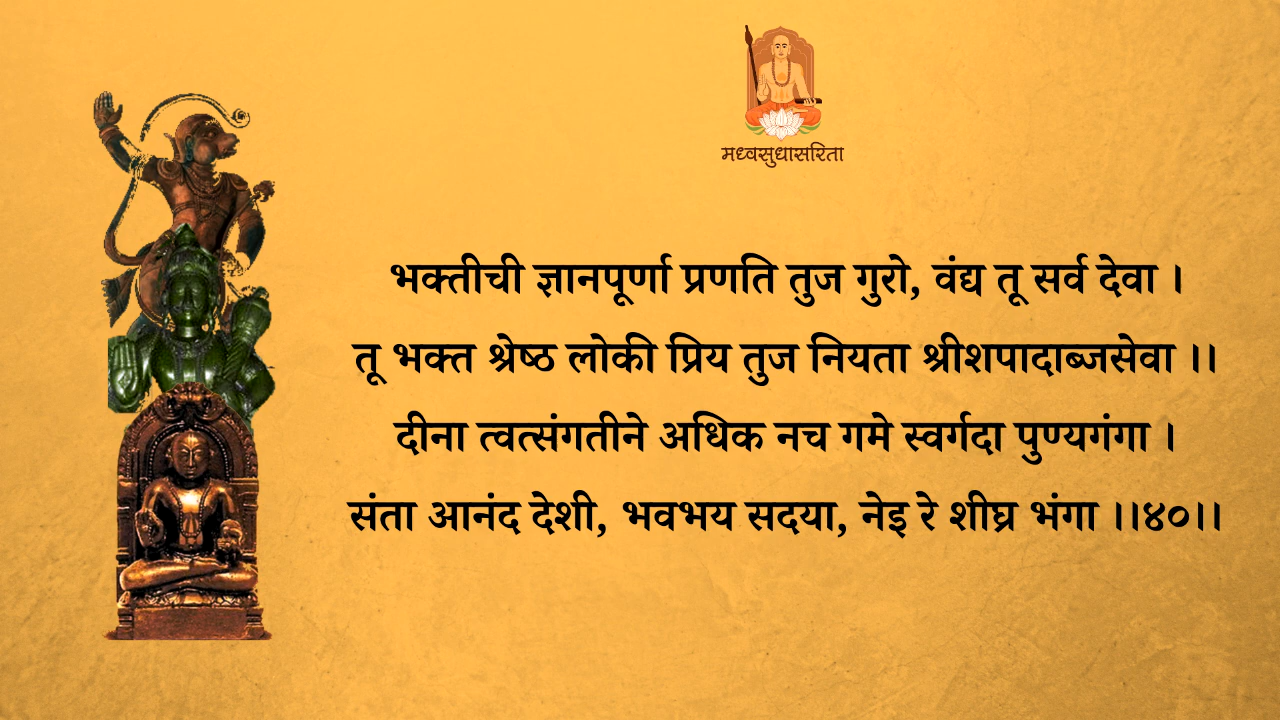 मध्वसुधासरिता
भक्तीची ज्ञानपूर्णा प्रणति तुज गुरो, वंद्य तू सर्व देवा ।
तू भक्त श्रेष्ठ लोकी प्रिय तुज नियता श्रीशपादाब्जसेवा ।।
दीना त्वत्संगतीने अधिक नच गमे स्वर्गदा पुण्यगंगा ।
संता आनंद देशी, भवभय सदया, नेइ रे शीघ्र भंगा ।।४०।।